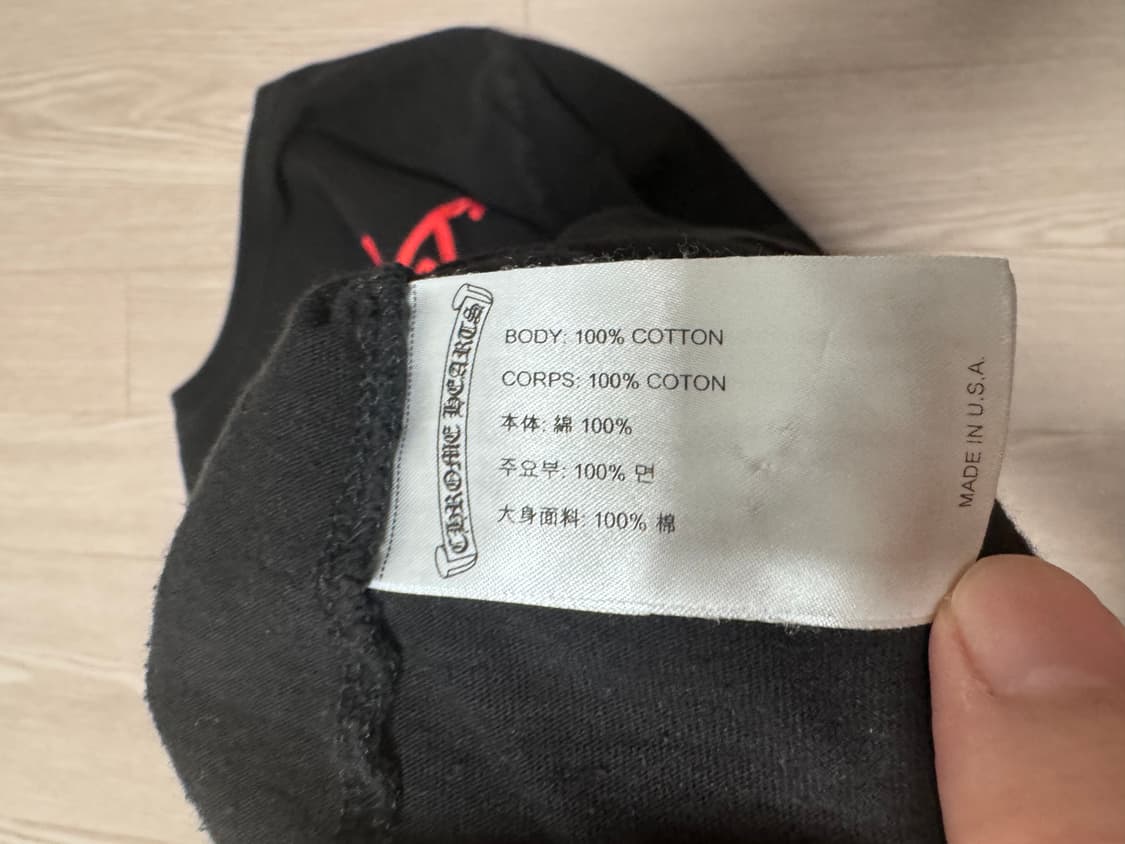 CHROME HEARTS
BODY: 100% COTTON
CORPS: 100% COTON
本体: 綿 100%
주요부: 100% 면
大身面料: 100% 棉
MADE IN U.S.A.